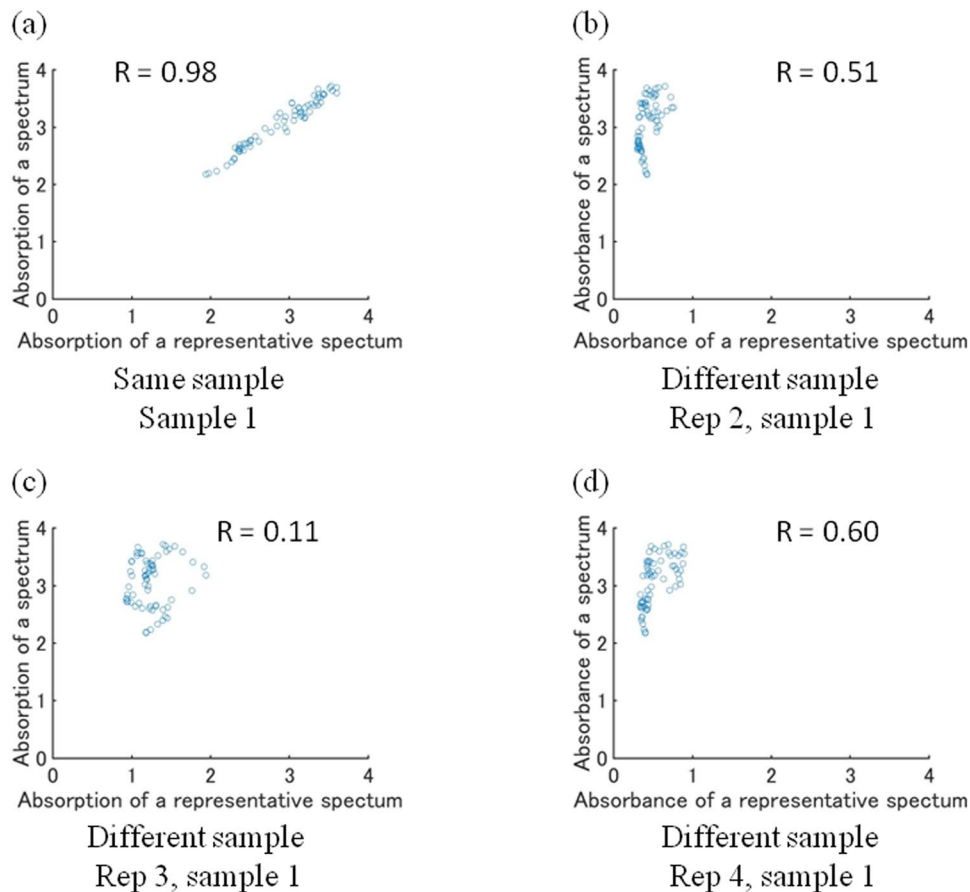 (a)
R = 0.98
Absorption of a spectrum
4
3
2
1
0
0 1 2 3 4
Absorption of a representative spectum
Same sample
Sample 1
(b)
R = 0.51
Absorbance of a spectrum
4
3
2
1
0
0 1 2 3 4
Absorbance of a representative spectum
Different sample
Rep 2, sample 1
(c)
R = 0.11
Absorption of a spectrum
4
3
2
1
0
0 1 2 3 4
Absorption of a representative spectum
Different sample
Rep 3, sample 1
(d)
R = 0.60
Absorbance of a spectrum
4
3
2
1
0
0 1 2 3 4
Absorbance of a representative spectum
Different sample
Rep 4, sample 1